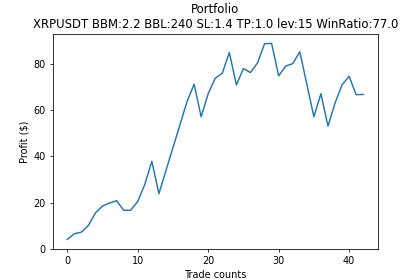 Portfolio
XRPUSDT BBM:2.2 BBL:240 SL:1.4 TP:1.0 lev:15 WinRatio:77.0
Profit ($)
80
60
40
20
0
0 10 20 30 40
Trade counts